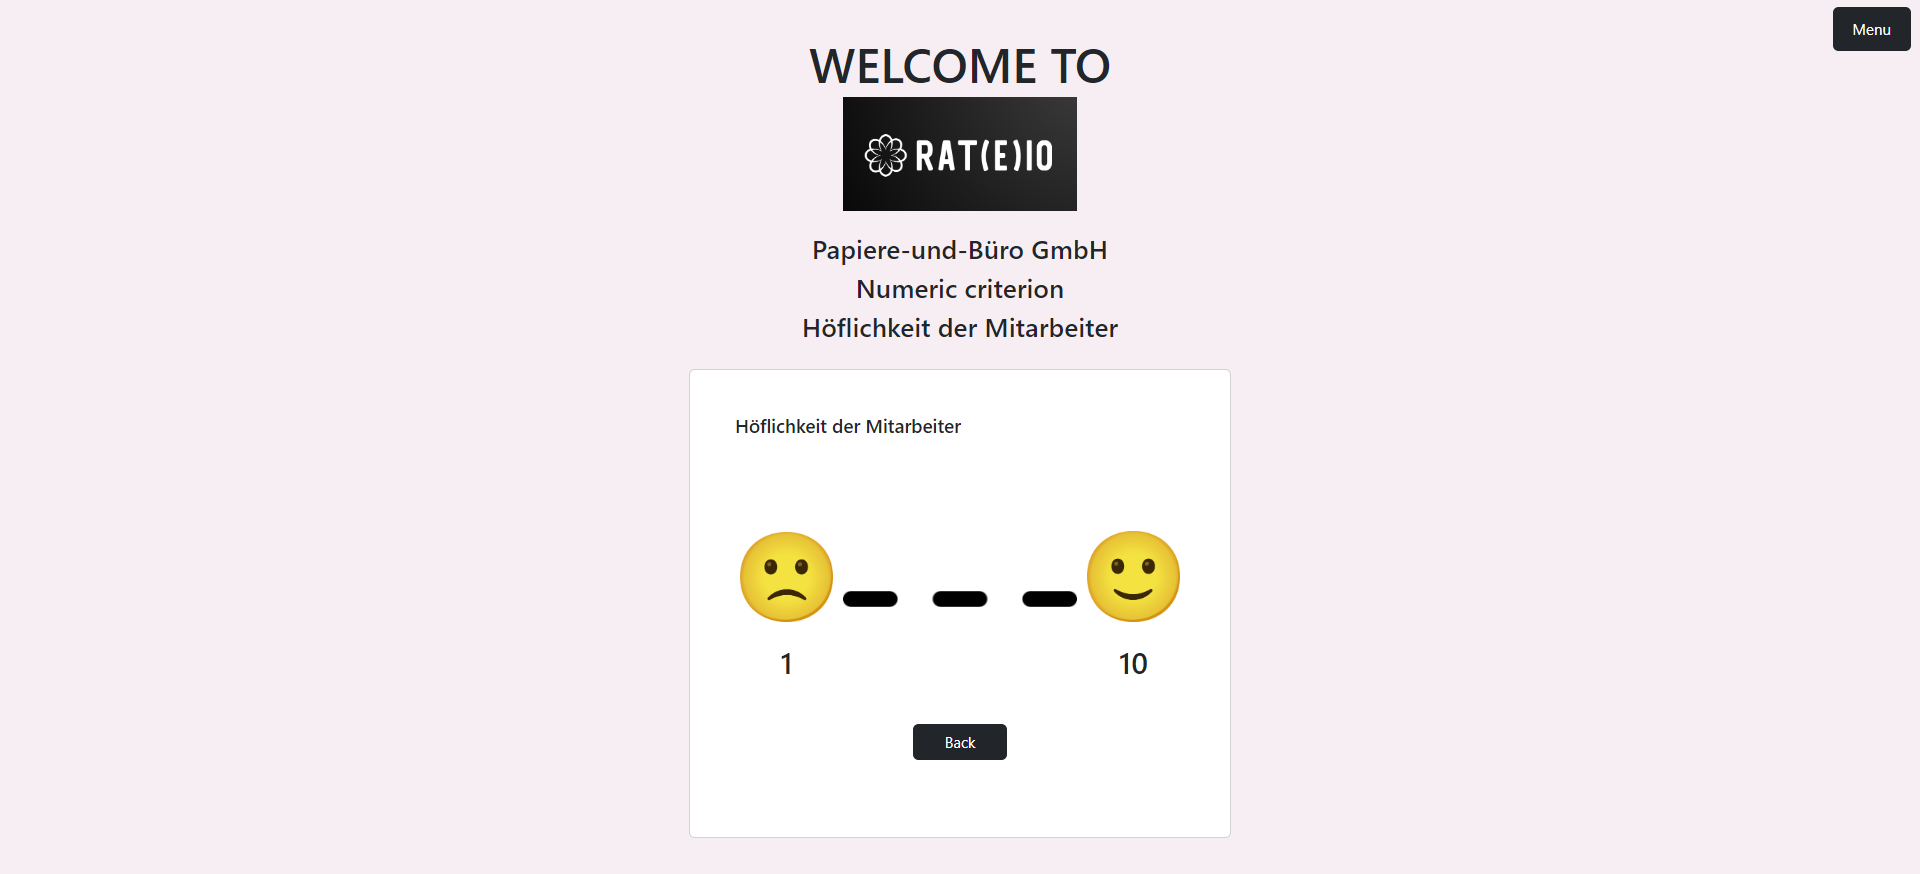 Menu
WELCOME TO
RAT(E)IO
Papiere-und-Büro GmbH
Numeric criterion
Höflichkeit der Mitarbeiter
Höflichkeit der Mitarbeiter
1
10
Back